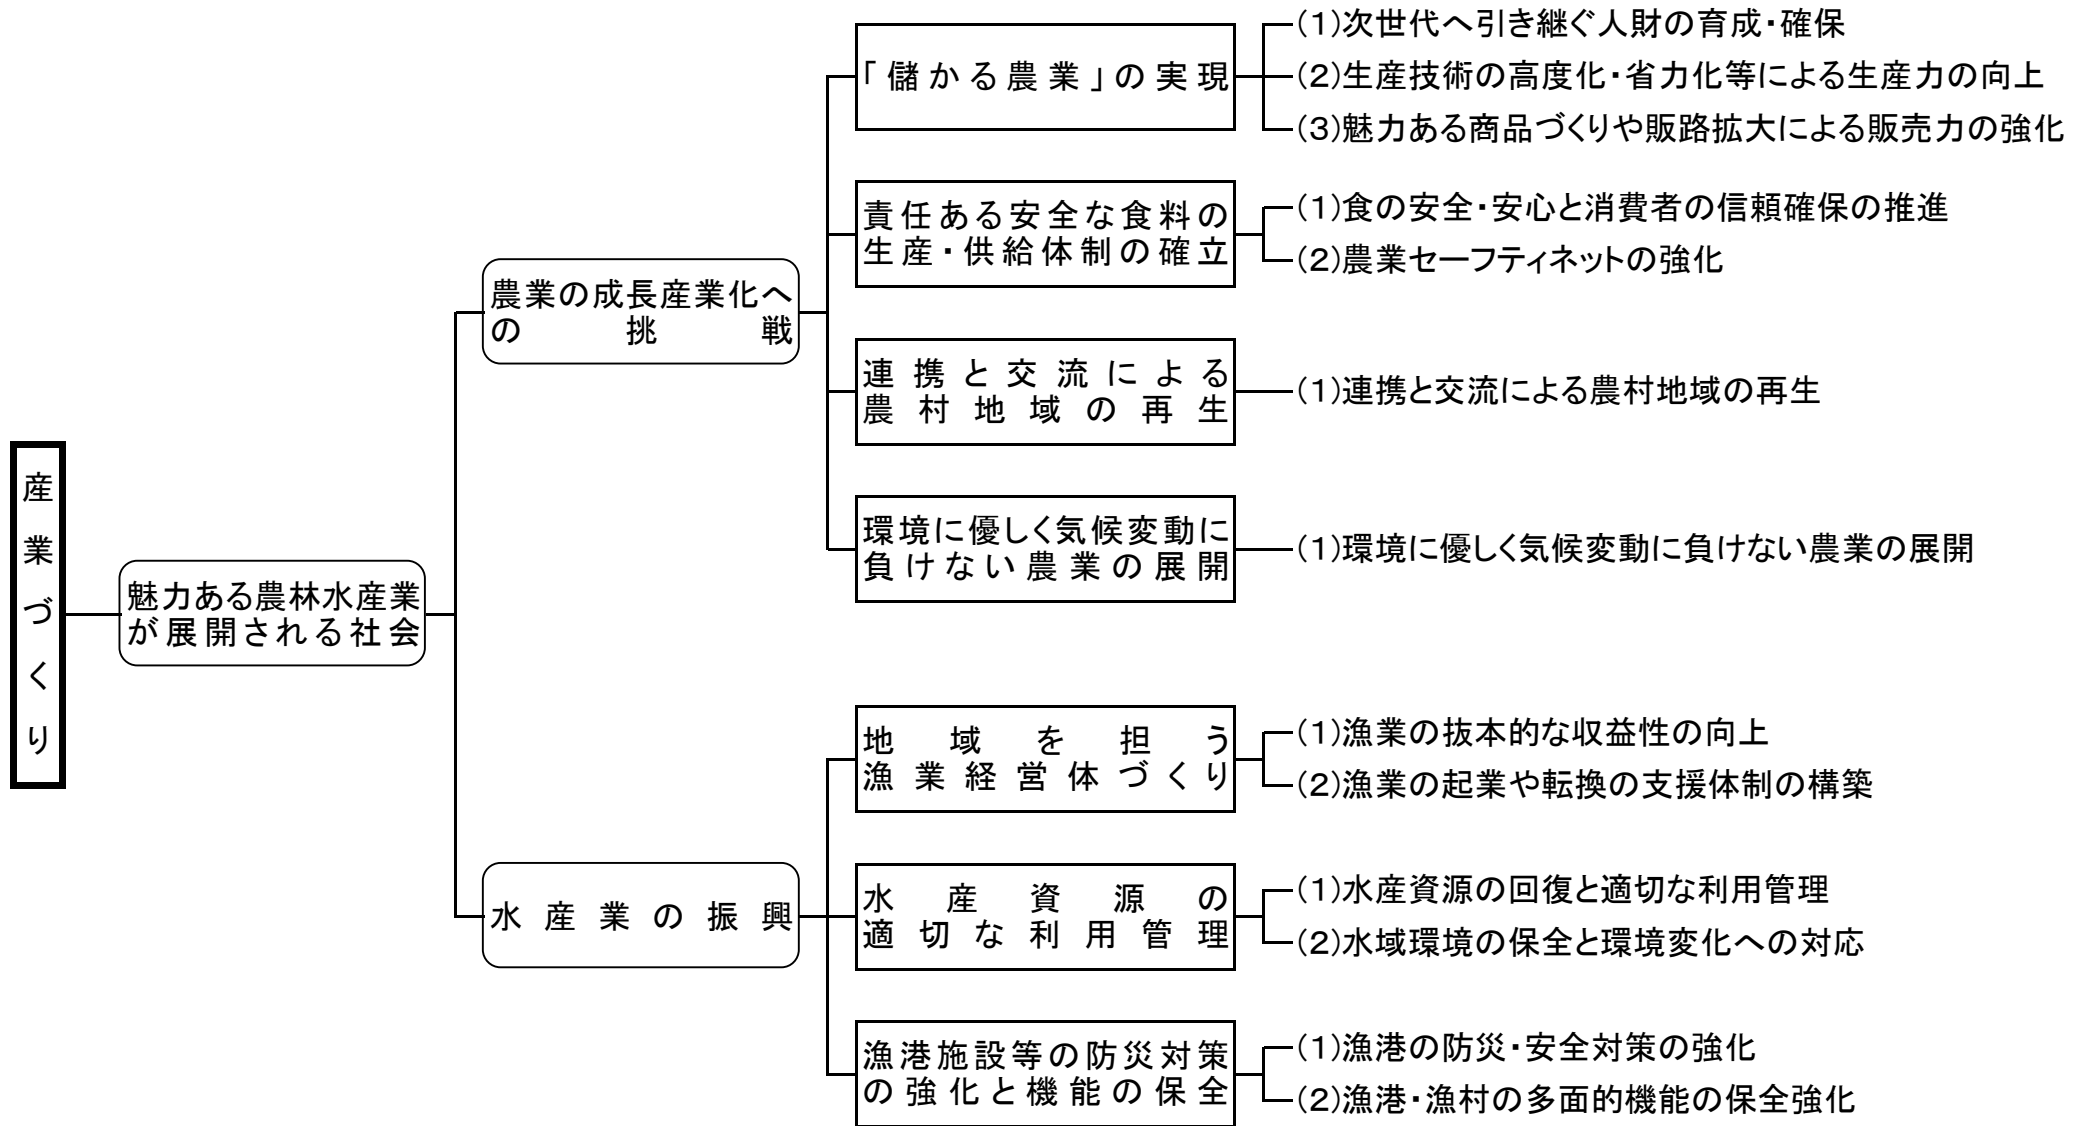 産業づくり
魅力ある農林水産業
が展開される社会
農業の成長産業化へ
の挑戦
「儲かる農業」の実現
(1)次世代へ引き継ぐ人財の育成・確保
(2)生産技術の高度化・省力化等による生産力の向上
(3)魅力ある商品づくりや販路拡大による販売力の強化
責任ある安全な食料の
生産・供給体制の確立
(1)食の安全・安心と消費者の信頼確保の推進
(2)農業セーフティネットの強化
連携と交流による
農村地域の再生
(1)連携と交流による農村地域の再生
環境に優しく気候変動に
負けない農業の展開
(1)環境に優しく気候変動に負けない農業の展開
水産業の振興
地域を担う
漁業経営体づくり
(1)漁業の抜本的な収益性の向上
(2)漁業の起業や転換の支援体制の構築
水産資源の
適切な利用管理
(1)水産資源の回復と適切な利用管理
(2)水域環境の保全と環境変化への対応
漁港施設等の防災対策
の強化と機能の保全
(1)漁港の防災・安全対策の強化
(2)漁港・漁村の多面的機能の保全強化